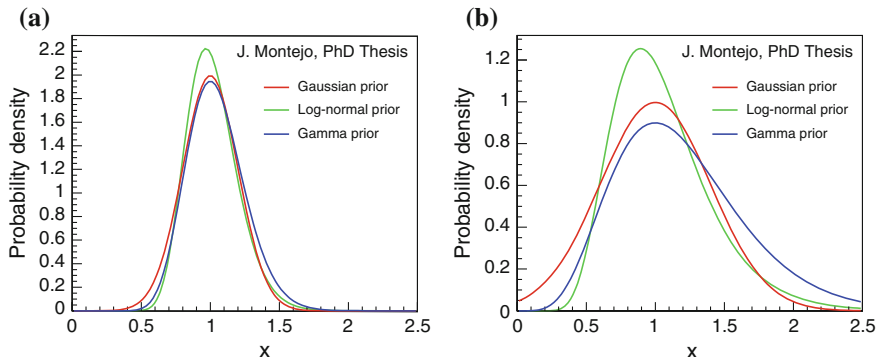 (a)
Probability density
2.2
2
1.8
1.6
1.4
1.2
1
0.8
0.6
0.4
0.2
0
J. Montejo, PhD Thesis
Gaussian prior
Log-normal prior
Gamma prior
0 0.5 1 1.5 2 2.5
x
(b)
Probability density
1.2
1
0.8
0.6
0.4
0.2
0
J. Montejo, PhD Thesis
Gaussian prior
Log-normal prior
Gamma prior
0 0.5 1 1.5 2 2.5
x